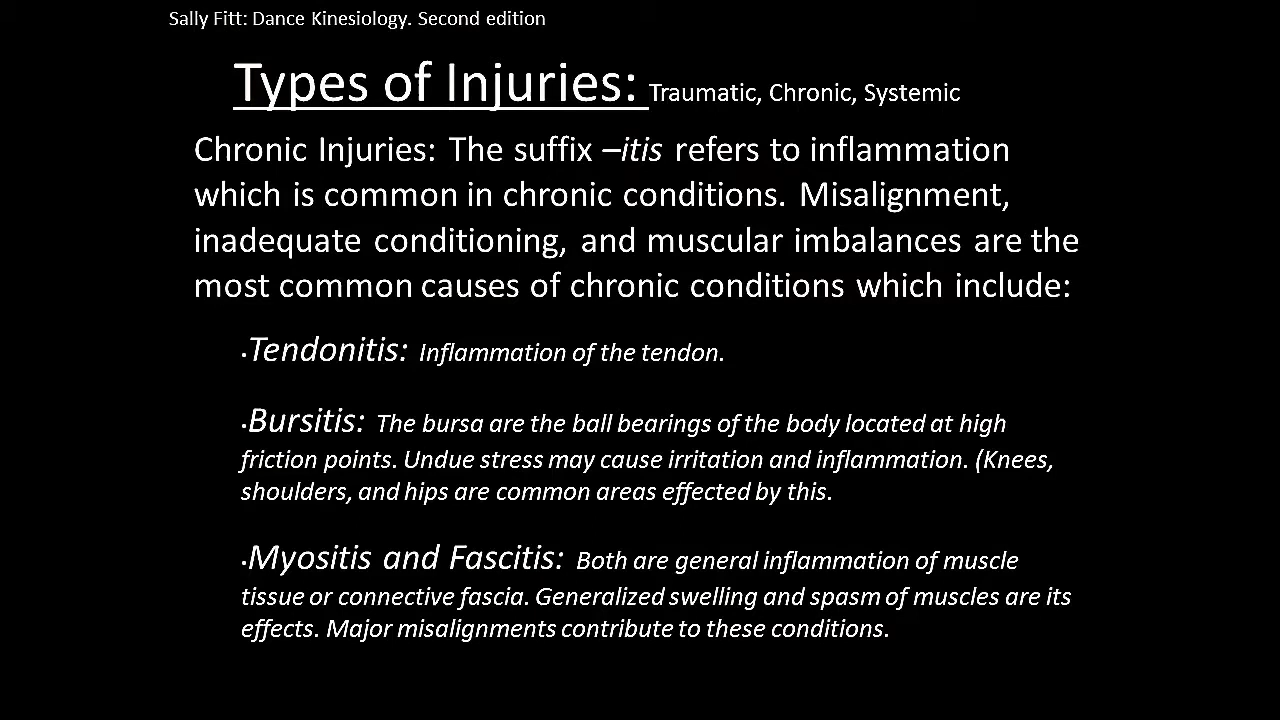 Sally Fitt: Dance Kinesiology. Second edition
Types of Injuries: Traumatic, Chronic, Systemic
Chronic Injuries: The suffix –itis refers to inflammation
which is common in chronic conditions. Misalignment,
inadequate conditioning, and muscular imbalances are the
most common causes of chronic conditions which include:
•Tendonitis: Inflammation of the tendon.
•Bursitis: The bursa are the ball bearings of the body located at high
friction points. Undue stress may cause irritation and inflammation. (Knees,
shoulders, and hips are common areas effected by this.
•Myositis and Fascitis: Both are general inflammation of muscle
tissue or connective fascia. Generalized swelling and spasm of muscles are its
effects. Major misalignments contribute to these conditions.